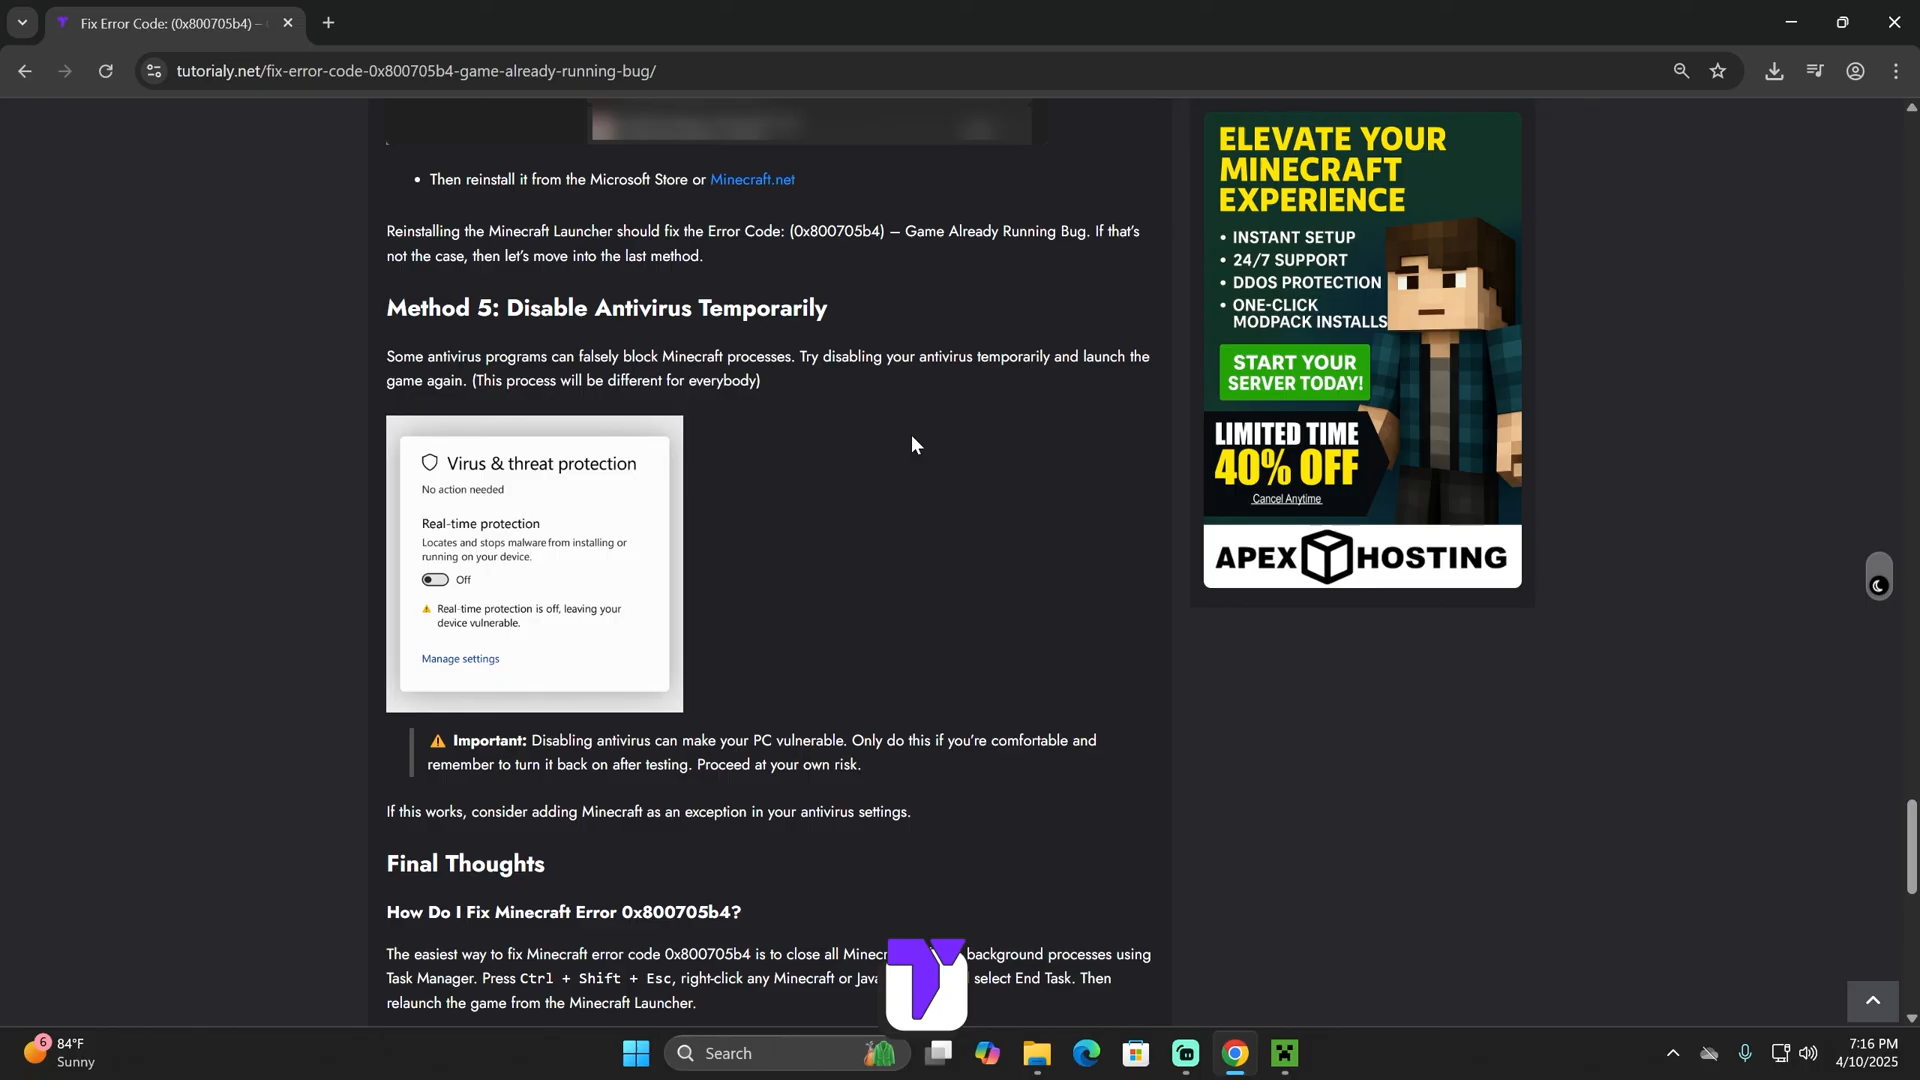 Fix Error Code: (0x800705b4) –
tutorialy.net/fix-error-code-0x800705b4-game-already-running-bug/
• Then reinstall it from the Microsoft Store or Minecraft.net
Reinstalling the Minecraft Launcher should fix the Error Code: (0x800705b4) – Game Already Running Bug. If that's
not the case, then let's move into the last method.
Method 5: Disable Antivirus Temporarily
Some antivirus programs can falsely block Minecraft processes. Try disabling your antivirus temporarily and launch the
game again. (This process will be different for everybody)
Virus & threat protection
No action needed
Real-time protection
Locates and stops malware from installing or
running on your device.
Off
Real-time protection is off, leaving your
device vulnerable.
Manage settings
Important: Disabling antivirus can make your PC vulnerable. Only do this if you're comfortable and
remember to turn it back on after testing. Proceed at your own risk.
If this works, consider adding Minecraft as an exception in your antivirus settings.
Final Thoughts
How Do I Fix Minecraft Error 0x800705b4?
The easiest way to fix Minecraft error code 0x800705b4 is to close all background processes using
Task Manager. Press Ctrl + Shift + Esc, right-click any Minecraft or select End Task. Then
relaunch the game from the Minecraft Launcher.
ELEVATE YOUR
MINECRAFT
EXPERIENCE
• INSTANT SETUP
• 24/7 SUPPORT
• DDOS PROTECTION
• ONE-CLICK
MODPACK INSTALLS
START YOUR
SERVER TODAY!
LIMITED TIME
40% OFF
Cancel Anytime
APEX HOSTING
6
84°F
Sunny
Search
7:16 PM
4/10/2025